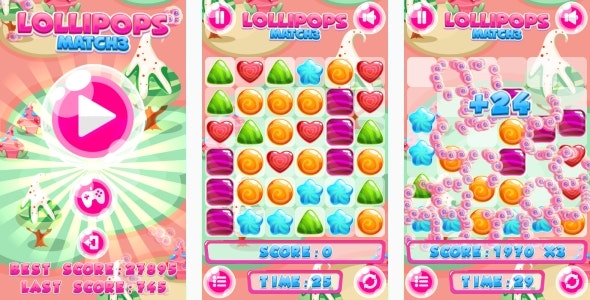 LOLLIPOPS
MATCH3
BEST SCORE:27895
LAST SCORE:745
LOLLIPOPS
MATCH3
SCORE:0
TIME:25
LOLLIPOPS
MATCH3
+24
SCORE:1970 X3
TIME:29